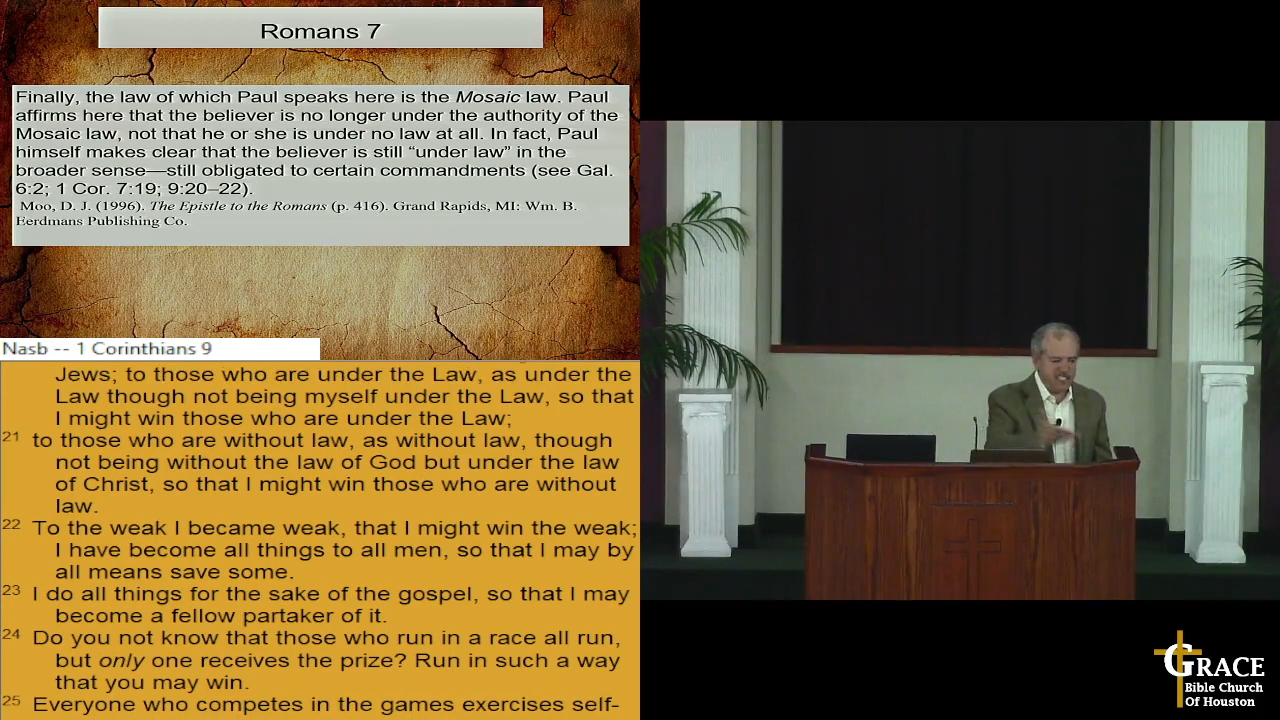 Romans 7
Finally, the law of which Paul speaks here is the Mosaic law. Paul
affirms here that the believer is no longer under the authority of the
Mosaic law, not that he or she is under no law at all. In fact, Paul
himself makes clear that the believer is still “under law” in the
broader sense—still obligated to certain commandments (see Gal.
6:2; 1 Cor. 7:19; 9:20–22).
Moo, D. J. (1996). The Epistle to the Romans (p. 416). Grand Rapids, MI: Wm. B.
Eerdmans Publishing Co.
Nasb -- 1 Corinthians 9
Jews; to those who are under the Law, as under the
Law though not being myself under the Law, so that
I might win those who are under the Law;
21 to those who are without law, as without law, though
not being without the law of God but under the law
of Christ, so that I might win those who are without
law.
22 To the weak I became weak, that I might win the weak;
I have become all things to all men, so that I may by
all means save some.
23 I do all things for the sake of the gospel, so that I may
become a fellow partaker of it.
24 Do you not know that those who run in a race all run,
but only one receives the prize? Run in such a way
that you may win.
25 Everyone who competes in the games exercises self-
GRACE
Bible Church
Of Houston